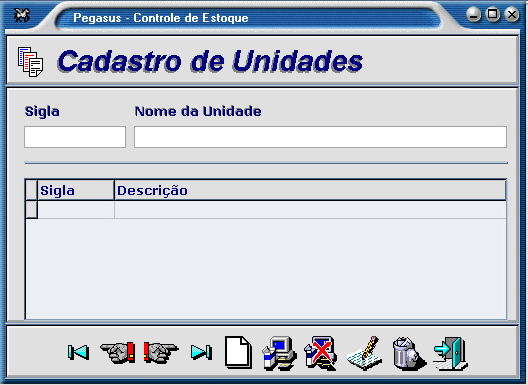 Pegasus - Controle de Estoque
Cadastro de Unidades
Sigla Nome da Unidade
Sigla Descrição